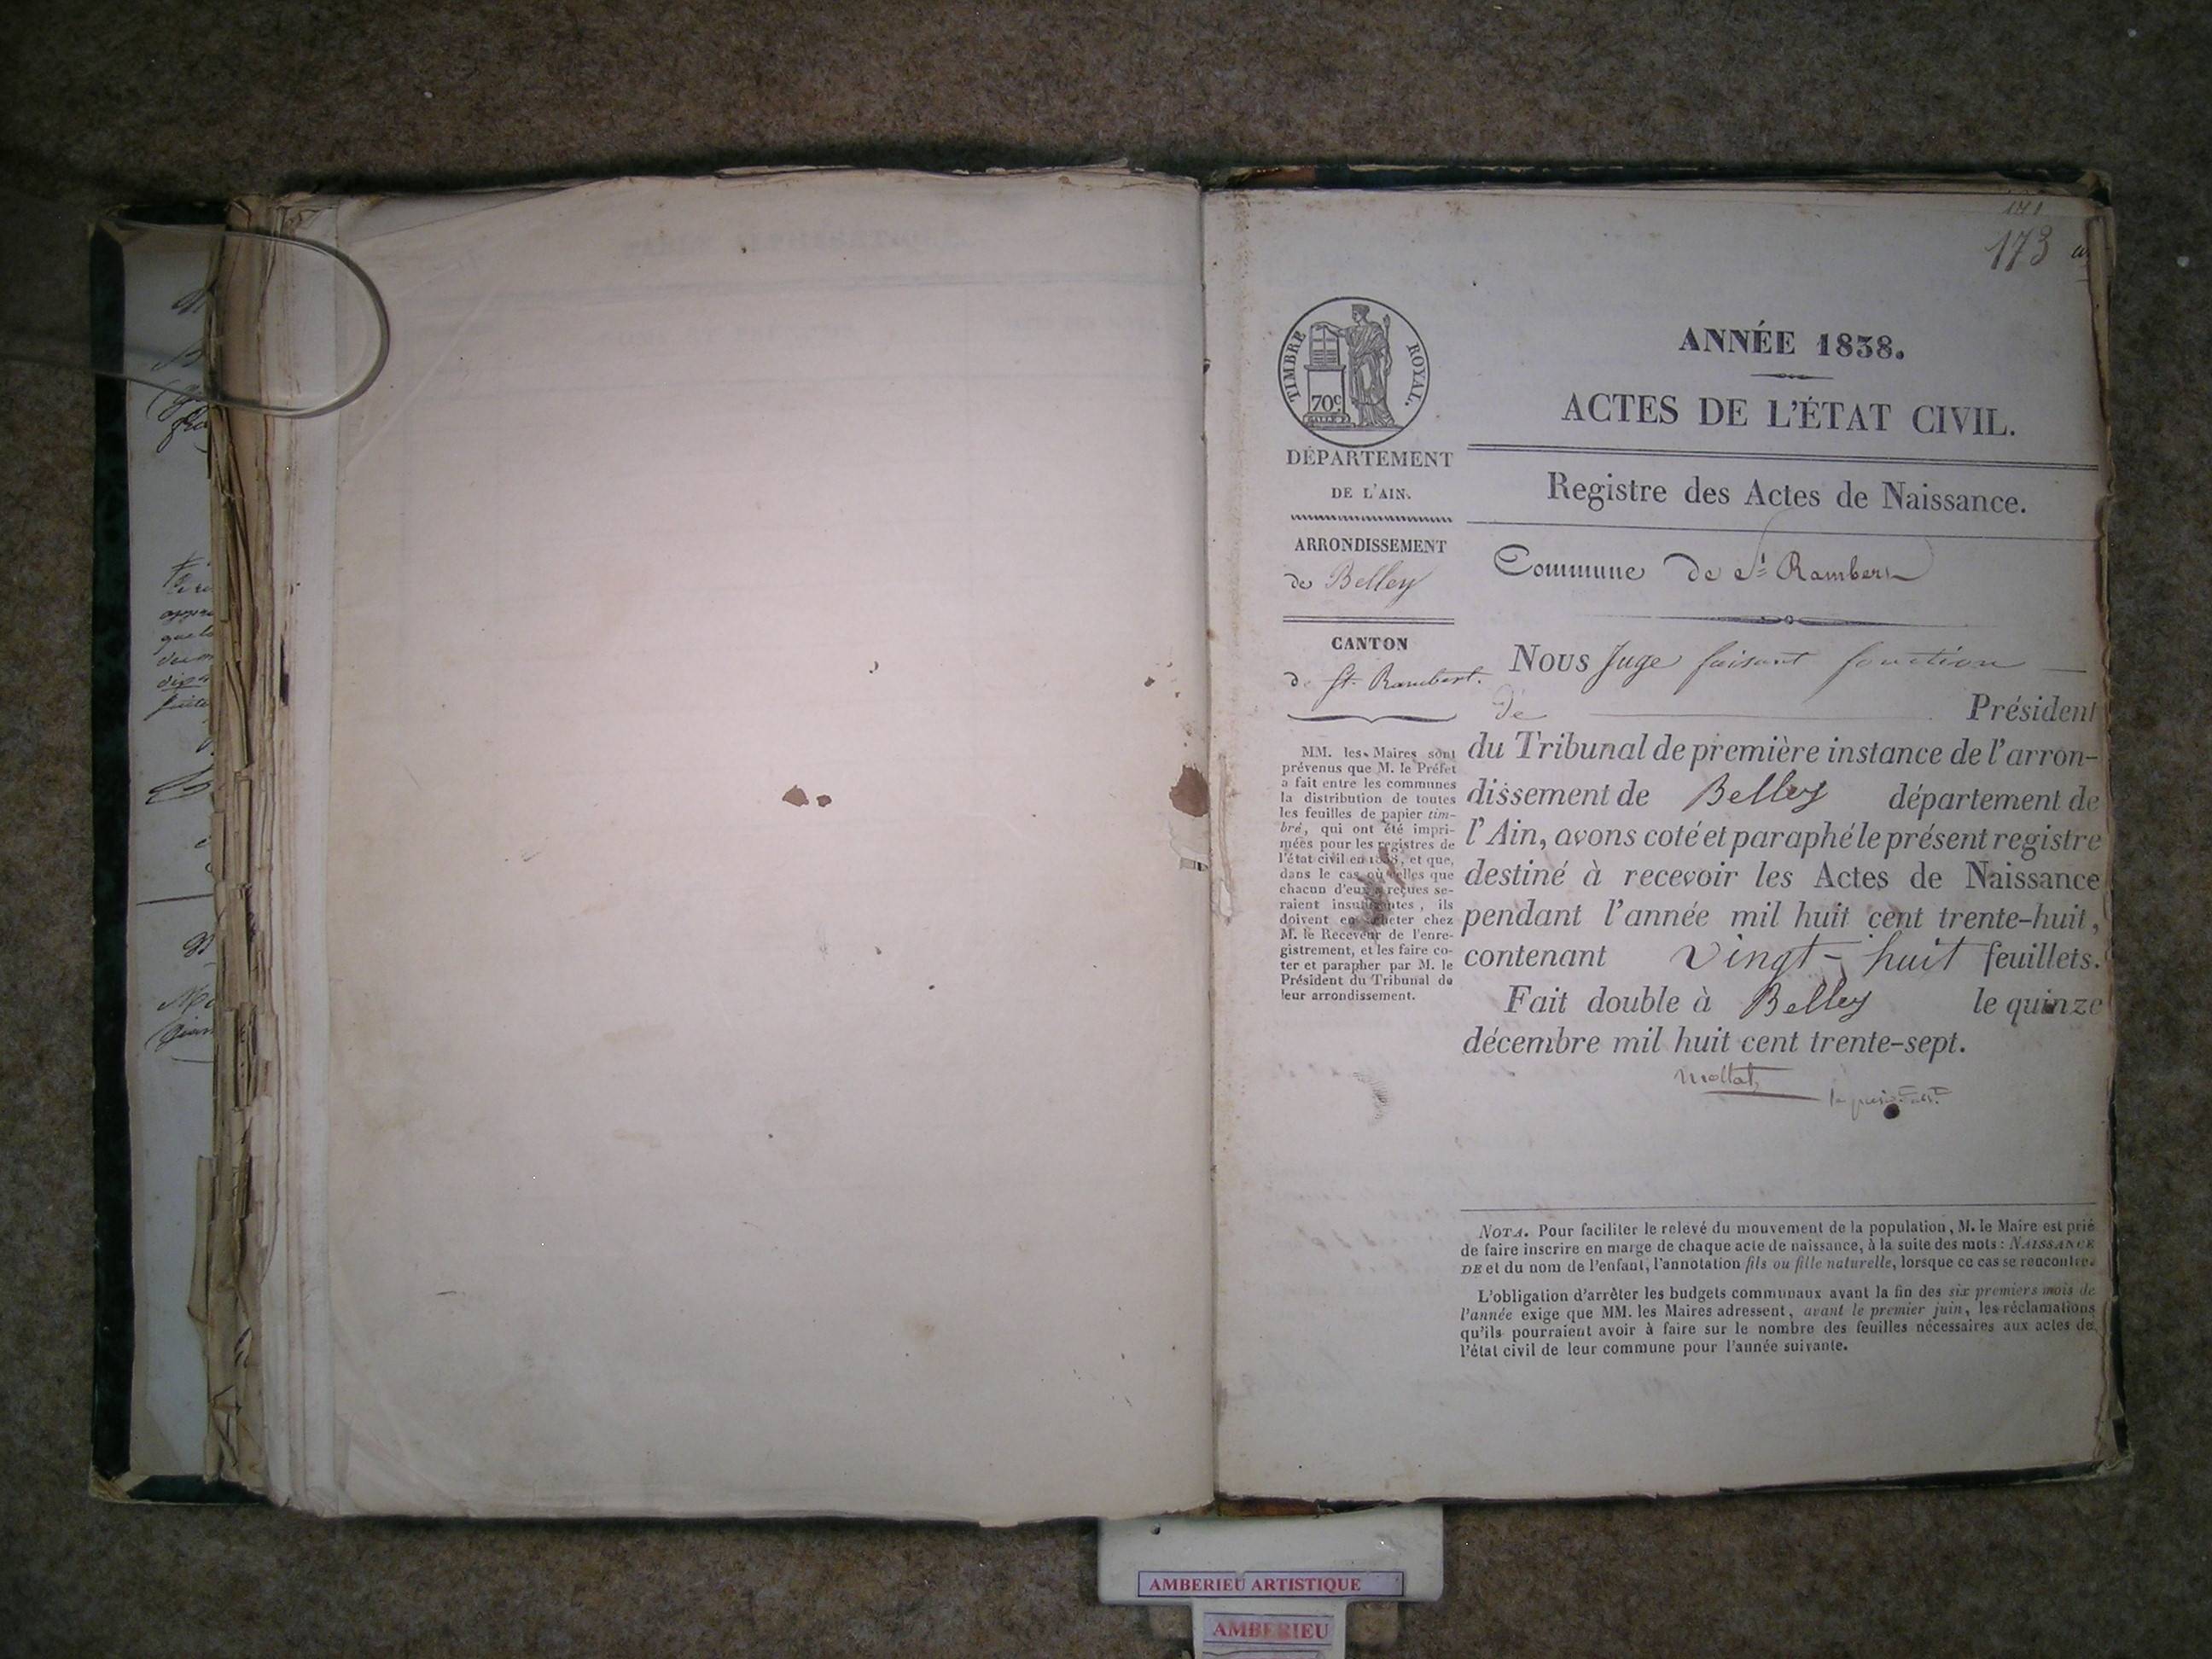 173
ANNÉE 1838.
ACTES DE L'ÉTAT CIVIL.
Registre des Actes de Naissance.
Commune de St Rambert
TIMBRE ROYAL.
70c
DÉPARTEMENT
DE L'AIN.
ARRONDISSEMENT
de Belley
CANTON
de St. Rambert.
MM. les Maires sont
prévenus que M. le Préfet
a fait entre les communes
la distribution de toutes
les feuilles de papier tim-
bré, qui ont été impri-
mées pour les registres de
l'état civil en 1838, et que,
dans le cas où celles que
chacun d'eux a reçues se-
raient insuffisantes, ils
doivent en acheter chez
M. le Receveur de l'enre-
gistrement, et les faire co-
ter et parapher par M. le
Président du Tribunal de
leur arrondissement.
Nous Juge faisant fonction
de Président
du Tribunal de première instance de l'arron-
dissement de Belley département de
l'Ain, avons coté et paraphé le présent registre
destiné à recevoir les Actes de Naissance
pendant l'année mil huit cent trente-huit,
contenant vingt-huit feuillets.
Fait double à Belley le quinze
décembre mil huit cent trente-sept.
NOTA. Pour faciliter le relevé du mouvement de la population, M. le Maire est prié
de faire inscrire en marge de chaque acte de naissance, à la suite des mots : NAISSANCE
DE et du nom de l'enfant, l'annotation fils ou fille naturelle, lorsque ce cas se rencontre.
L'obligation d'arrêter les budgets communaux avant la fin des six premiers mois de
l'année exige que MM. les Maires adressent, avant le premier juin, les réclamations
qu'ils pourraient avoir à faire sur le nombre des feuilles nécessaires aux actes de
l'état civil de leur commune pour l'année suivante.
AMBERIEU ARTISTIQUE
AMBERIEU